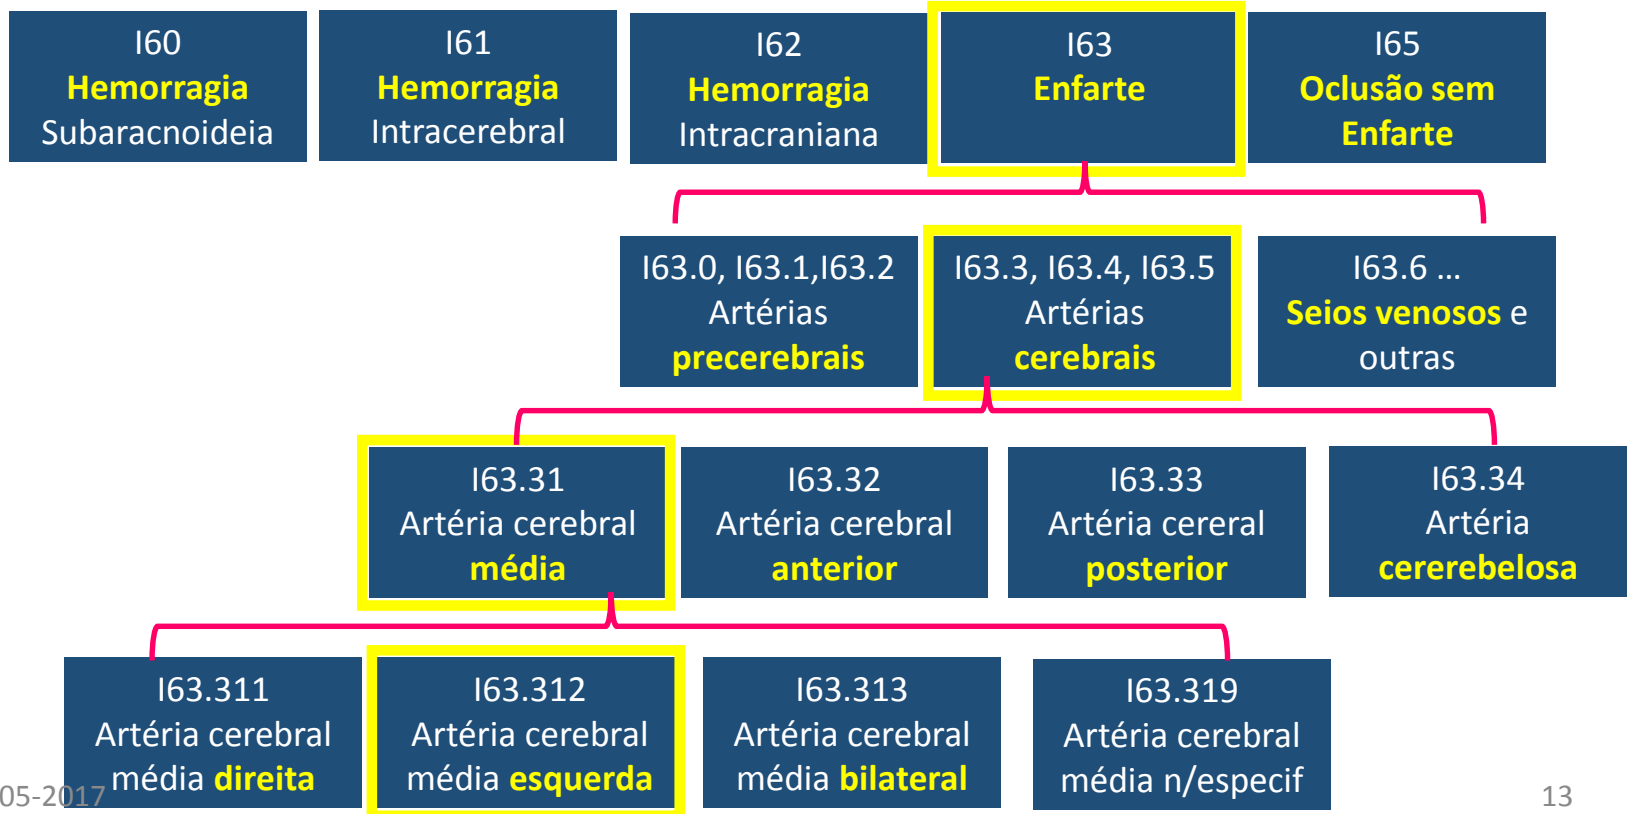 I60
Hemorragia
Subaracnoideia
I61
Hemorragia
Intracerebral
I62
Hemorragia
Intracraniana
I63
Enfarte
I65
Oclusão sem
Enfarte
I63.0, I63.1,I63.2
Artérias
precerebrais
I63.3, I63.4, I63.5
Artérias
cerebrais
I63.6 ...
Seios venosos e
outras
I63.31
Artéria cerebral
média
I63.32
Artéria cerebral
anterior
I63.33
Artéria cereral
posterior
I63.34
Artéria
cererebelosa
I63.311
Artéria cerebral
média direita
I63.312
Artéria cerebral
média esquerda
I63.313
Artéria cerebral
média bilateral
I63.319
Artéria cerebral
média n/especif
05-2017
13